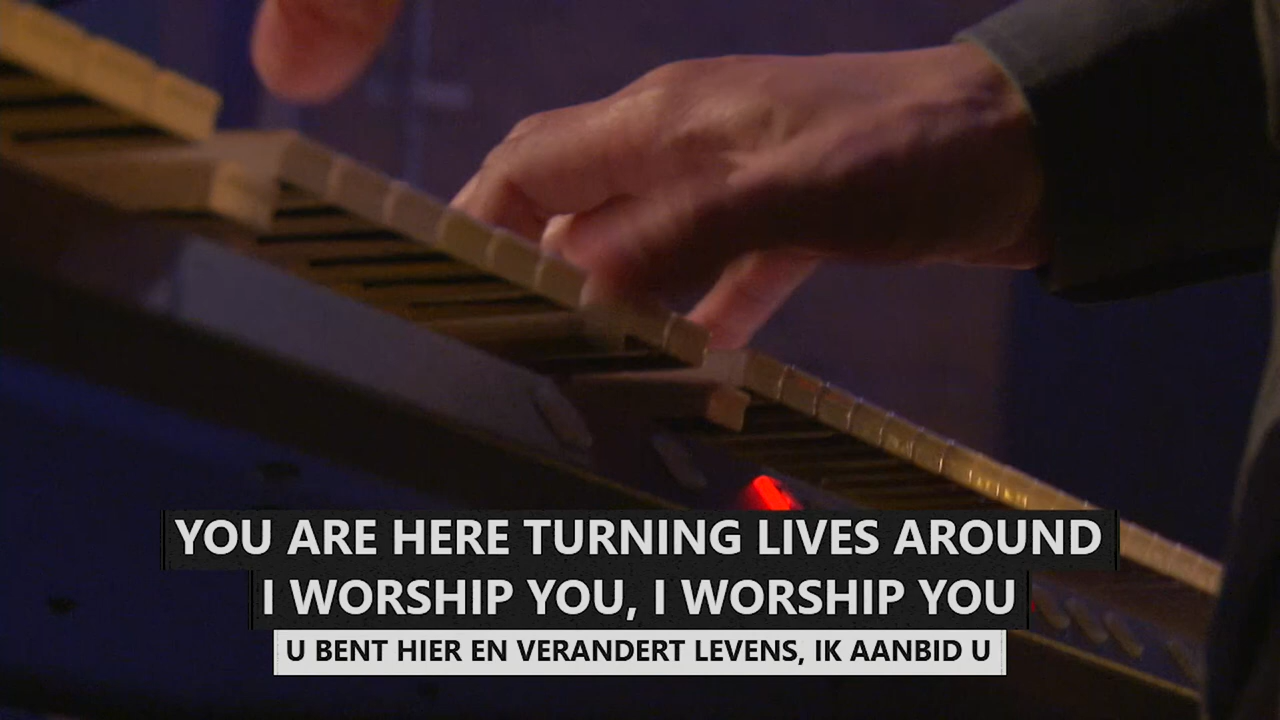 YOU ARE HERE TURNING LIVES AROUND
I WORSHIP YOU, I WORSHIP YOU
U BENT HIER EN VERANDERT LEVENS, IK AANBID U